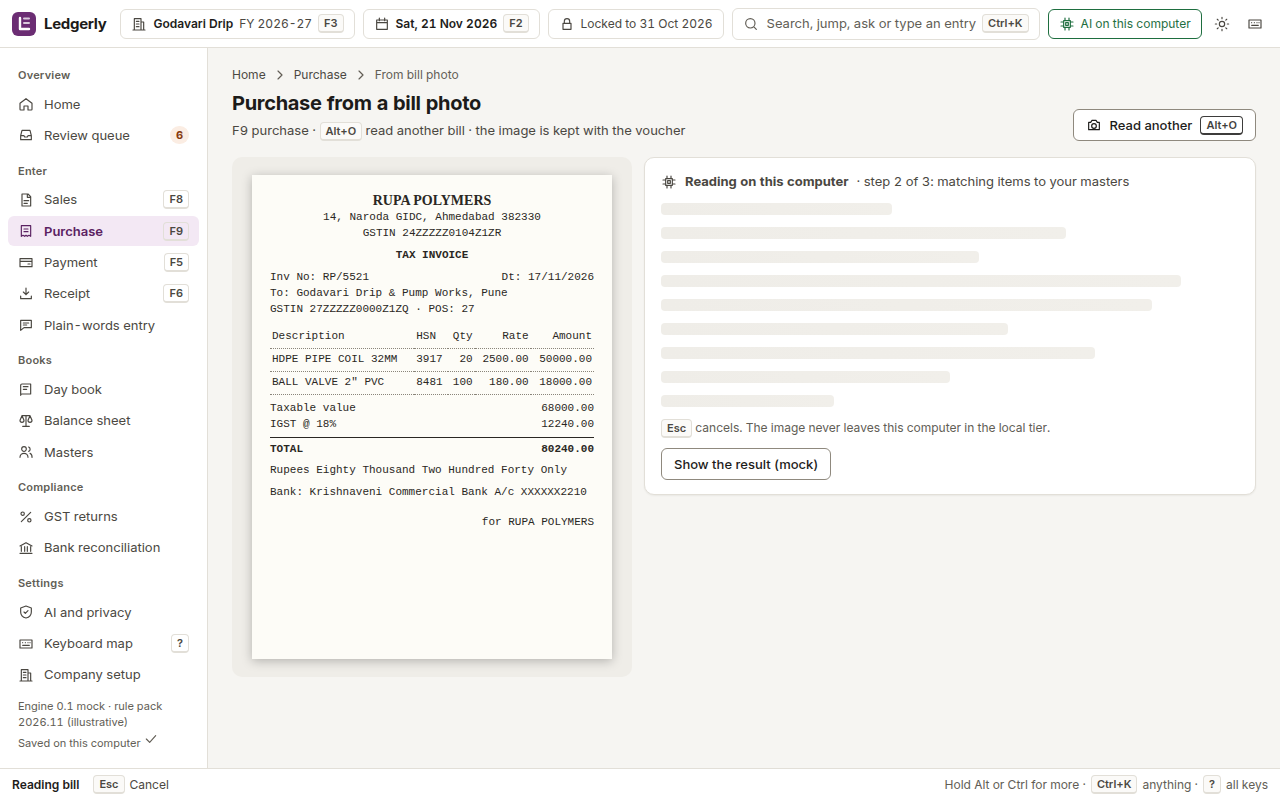 Ledgerly
Godavari Drip FY 2026-27 F3
Sat, 21 Nov 2026 F2
Locked to 31 Oct 2026
Search, jump, ask or type an entry Ctrl+K
AI on this computer
Overview
Home
Review queue 6
Enter
Sales F8
Purchase F9
Payment F5
Receipt F6
Plain-words entry
Books
Day book
Balance sheet
Masters
Compliance
GST returns
Bank reconciliation
Settings
AI and privacy
Keyboard map ?
Company setup
Engine 0.1 mock · rule pack
2026.11 (illustrative)
Saved on this computer
Home > Purchase > From bill photo
Purchase from a bill photo
F9 purchase · Alt+O read another bill · the image is kept with the voucher
Read another Alt+O
RUPA POLYMERS
14, Naroda GIDC, Ahmedabad 382330
GSTIN 24ZZZZZ0104Z1ZR
TAX INVOICE
Inv No: RP/5521 Dt: 17/11/2026
To: Godavari Drip & Pump Works, Pune
GSTIN 27ZZZZZ0000Z1ZQ · POS: 27
Description HSN Qty Rate Amount
HDPE PIPE COIL 32MM 3917 20 2500.00 50000.00
BALL VALVE 2" PVC 8481 100 180.00 18000.00
Taxable value 68000.00
IGST @ 18% 12240.00
TOTAL 80240.00
Rupees Eighty Thousand Two Hundred Forty Only
Bank: Krishnaveni Commercial Bank A/c XXXXXX2210
for RUPA POLYMERS
Reading on this computer · step 2 of 3: matching items to your masters
Esc cancels. The image never leaves this computer in the local tier.
Show the result (mock)
Reading bill Esc Cancel
Hold Alt or Ctrl for more · Ctrl+K anything · ? all keys